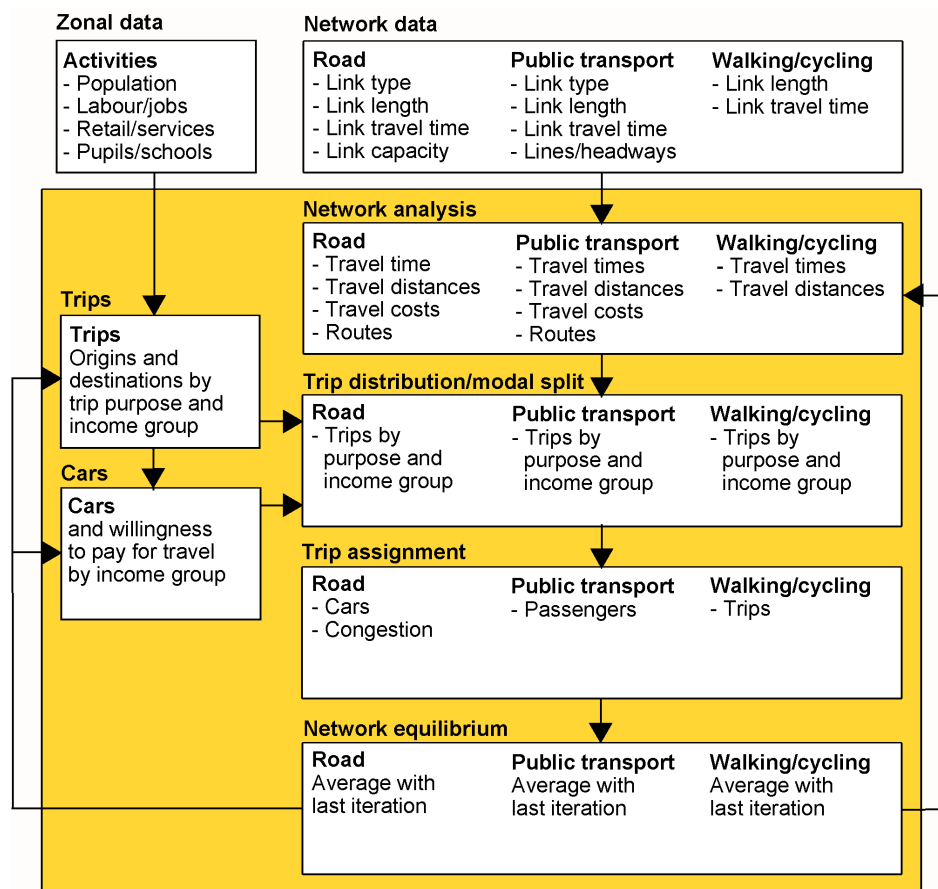 Zonal data
Activities
- Population
- Labour/jobs
- Retail/services
- Pupils/schools
Network data
Road
- Link type
- Link length
- Link travel time
- Link capacity
Public transport
- Link type
- Link length
- Link travel time
- Lines/headways
Walking/cycling
- Link length
- Link travel time
Network analysis
Road
- Travel time
- Travel distances
- Travel costs
- Routes
Public transport
- Travel times
- Travel distances
- Travel costs
- Routes
Walking/cycling
- Travel times
- Travel distances
Trips
Trips
Origins and
destinations by
trip purpose and
income group
Cars
Cars
and willingness
to pay for travel
by income group
Trip distribution/modal split
Road
- Trips by
purpose and
income group
Public transport
- Trips by
purpose and
income group
Walking/cycling
- Trips by
purpose and
income group
Trip assignment
Road
- Cars
- Congestion
Public transport
- Passengers
Walking/cycling
- Trips
Network equilibrium
Road
Average with
last iteration
Public transport
Average with
last iteration
Walking/cycling
Average with
last iteration